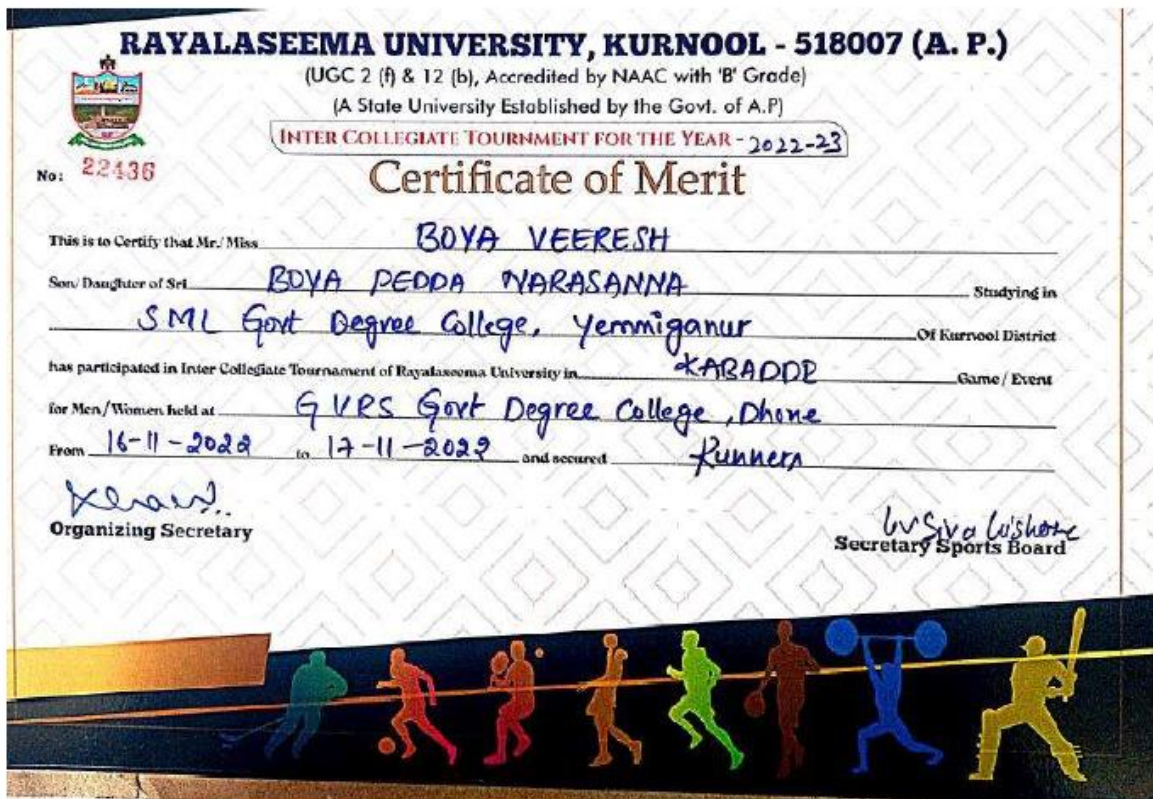 RAYALASEEMA UNIVERSITY, KURNOOL - 518007 (A. P.)
(UGC 2 (f) & 12 (b), Accredited by NAAC with 'B' Grade)
(A State University Established by the Govt. of A.P)
INTER COLLEGIATE TOURNMENT FOR THE YEAR - 2022-23
No: 22436
Certificate of Merit
This is to Certify that Mr./Miss BOYA VEERESH
Son/Daughter of Sri BOYA PEDDA NARASANNA Studying in
SML Govt Degree College, Yemmiganur Of Kurnool District
has participated in Inter Collegiate Tournament of Rayalaseema University in KABADDI Game / Event
for Men/Women held at GVRS Govt Degree College, Dhone
From 16-11-2022 to 17-11-2022 and secured Runners
Organizing Secretary
Secretary Sports Board